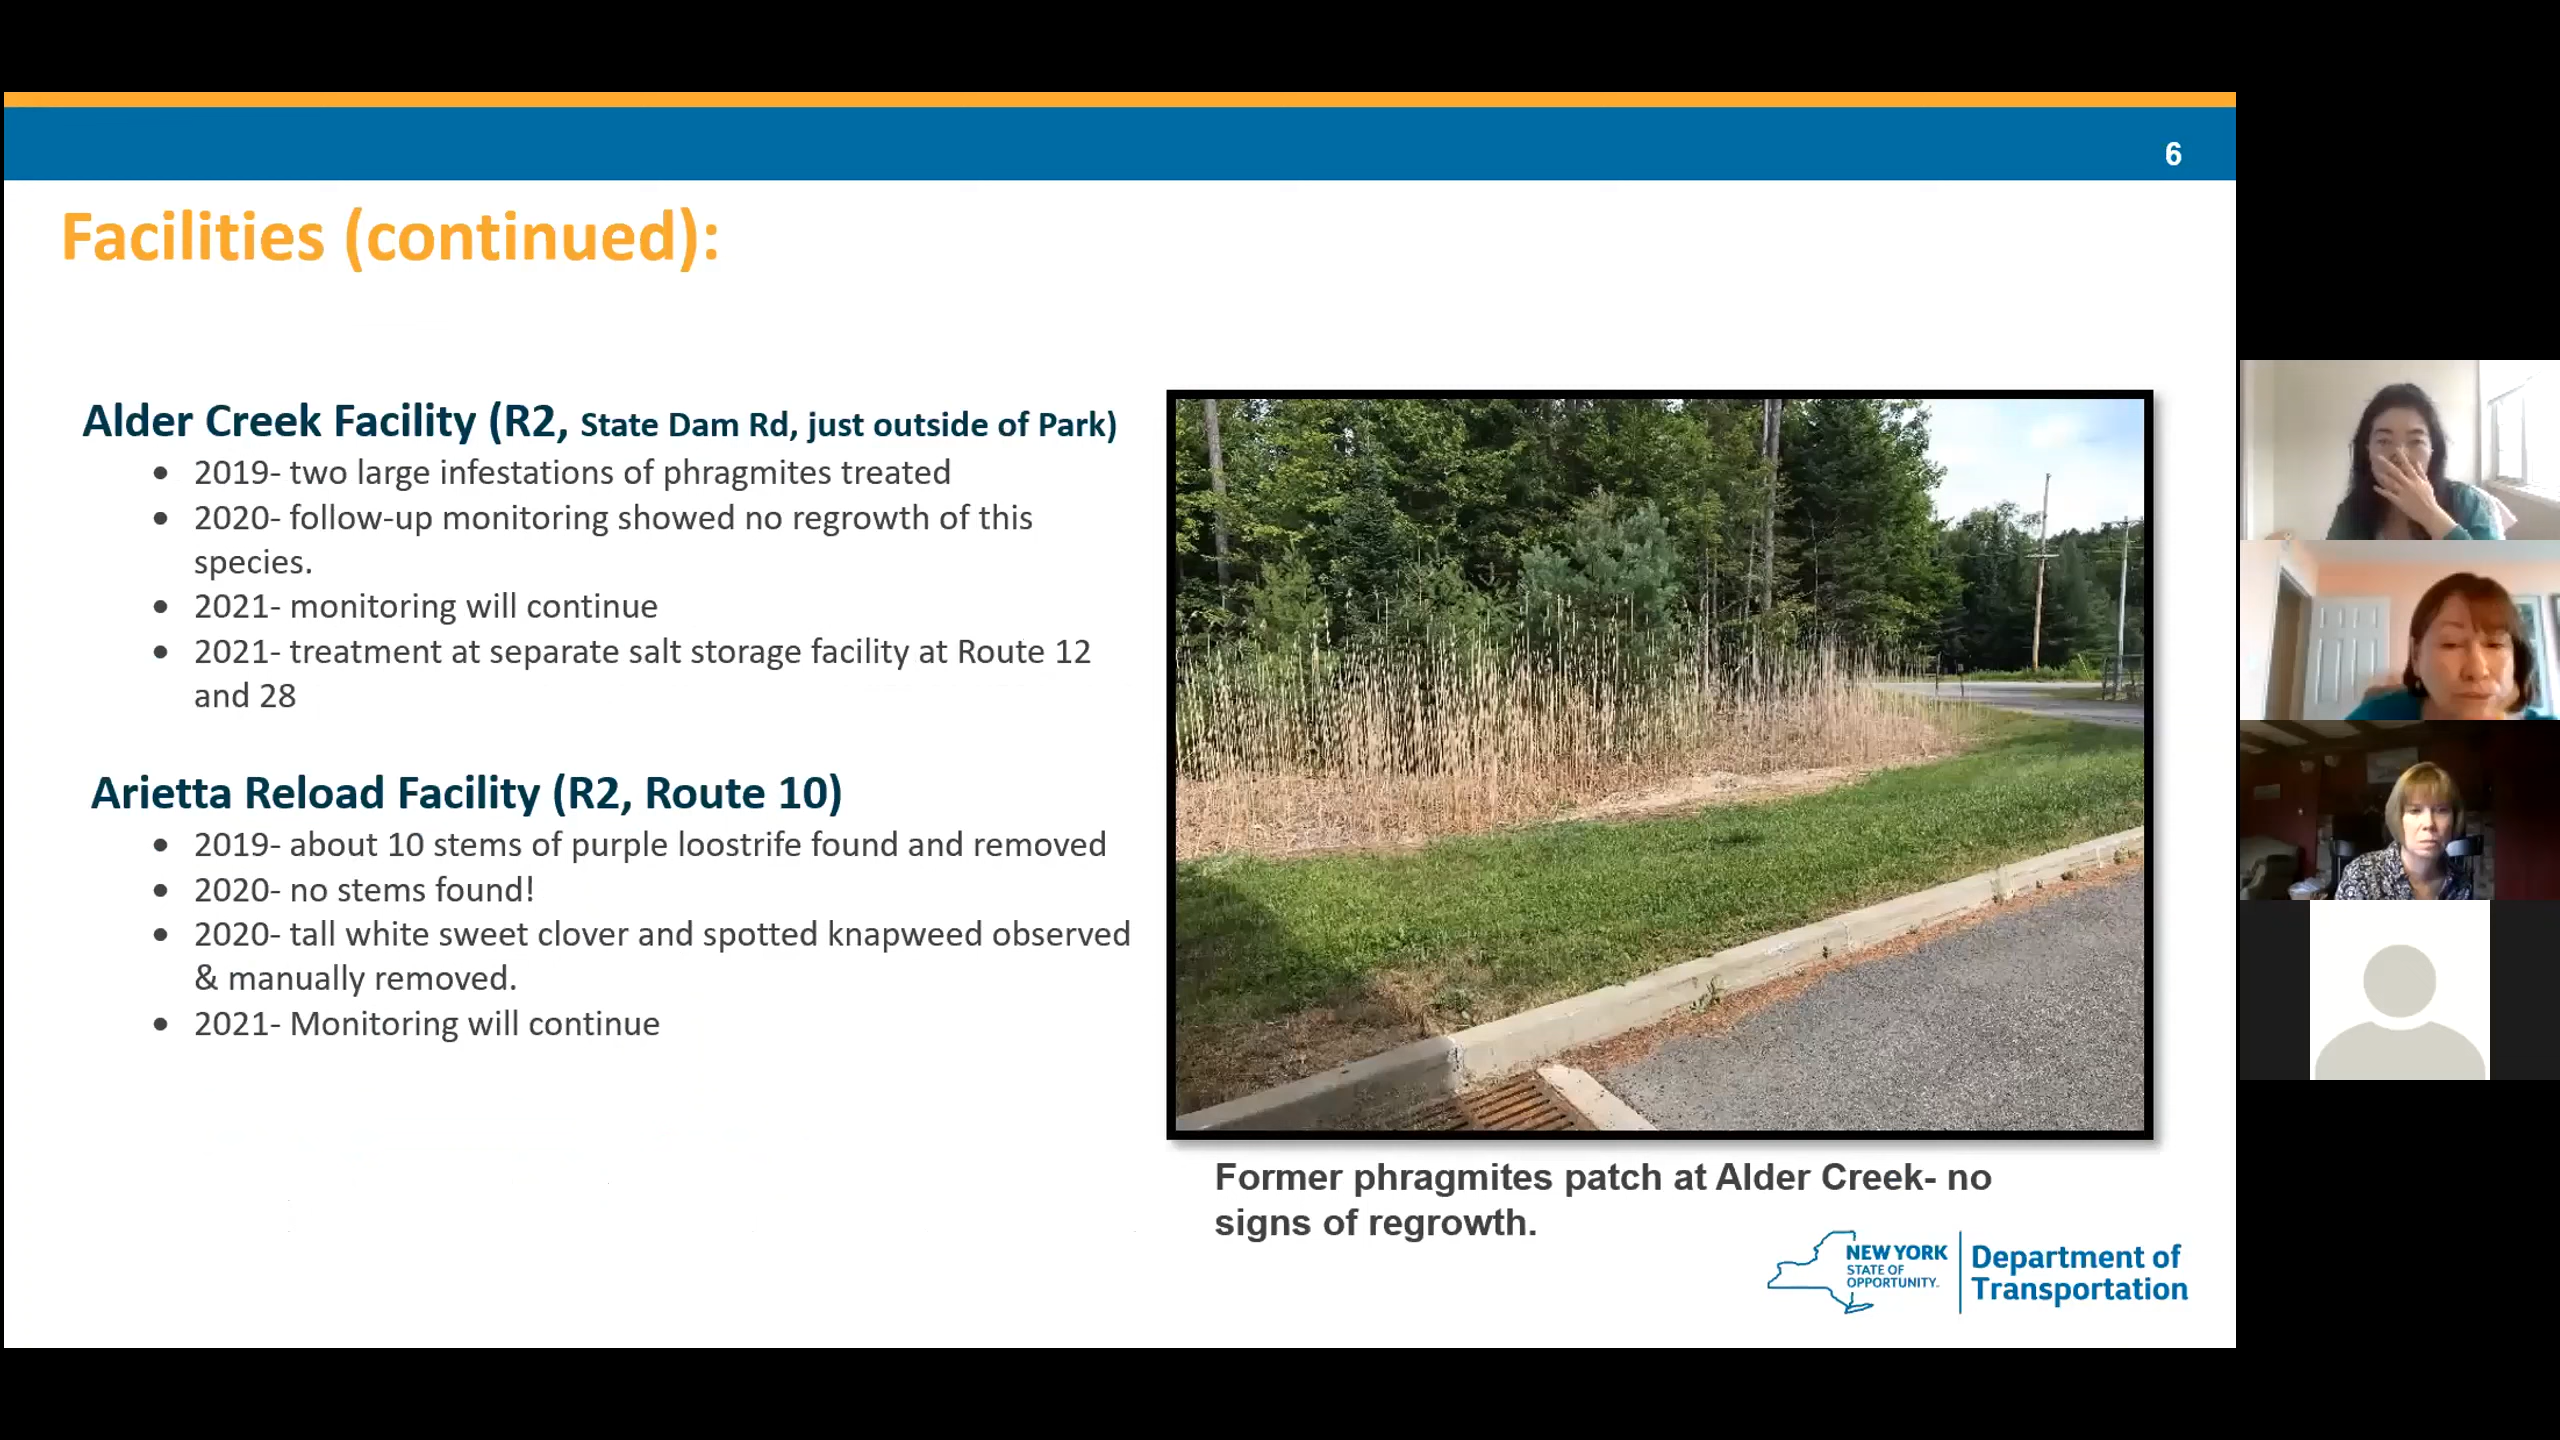 6
Facilities (continued):
Alder Creek Facility (R2, State Dam Rd, just outside of Park)
• 2019- two large infestations of phragmites treated
• 2020- follow-up monitoring showed no regrowth of this
species.
• 2021- monitoring will continue
• 2021- treatment at separate salt storage facility at Route 12
and 28
Arietta Reload Facility (R2, Route 10)
• 2019- about 10 stems of purple loostrife found and removed
• 2020- no stems found!
• 2020- tall white sweet clover and spotted knapweed observed
& manually removed.
• 2021- Monitoring will continue
Former phragmites patch at Alder Creek- no
signs of regrowth.
NEW YORK
STATE OF
OPPORTUNITY.
Department of
Transportation